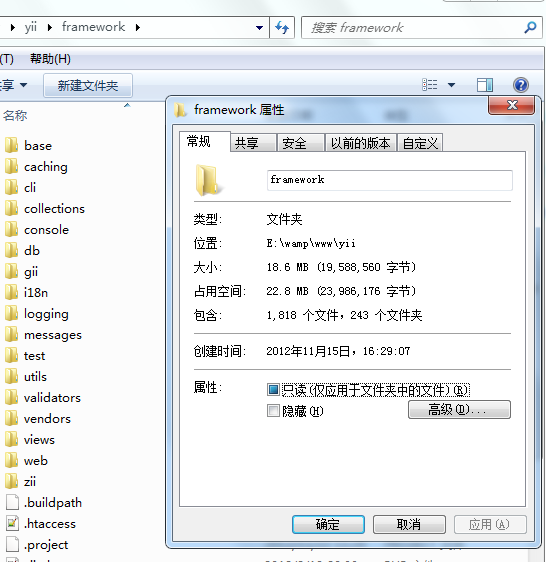 yii framework
搜索 framework
(T) 帮助(H)
享 新建文件夹
名称
base
caching
cli
collections
console
db
gii
i18n
logging
messages
test
utils
validators
vendors
views
web
zii
.buildpath
.htaccess
.project
framework 属性
常规 共享 安全 以前的版本 自定义
framework
类型: 文件夹
位置: E:\wamp\www\yii
大小: 18.6 MB (19,588,560 字节)
占用空间: 22.8 MB (23,986,176 字节)
包含: 1,818 个文件，243 个文件夹
创建时间: 2012年11月15日，16:29:07
属性: 只读(仅应用于文件夹中的文件)(R)
隐藏(H) 高级(D)...
确定 取消 应用(A)